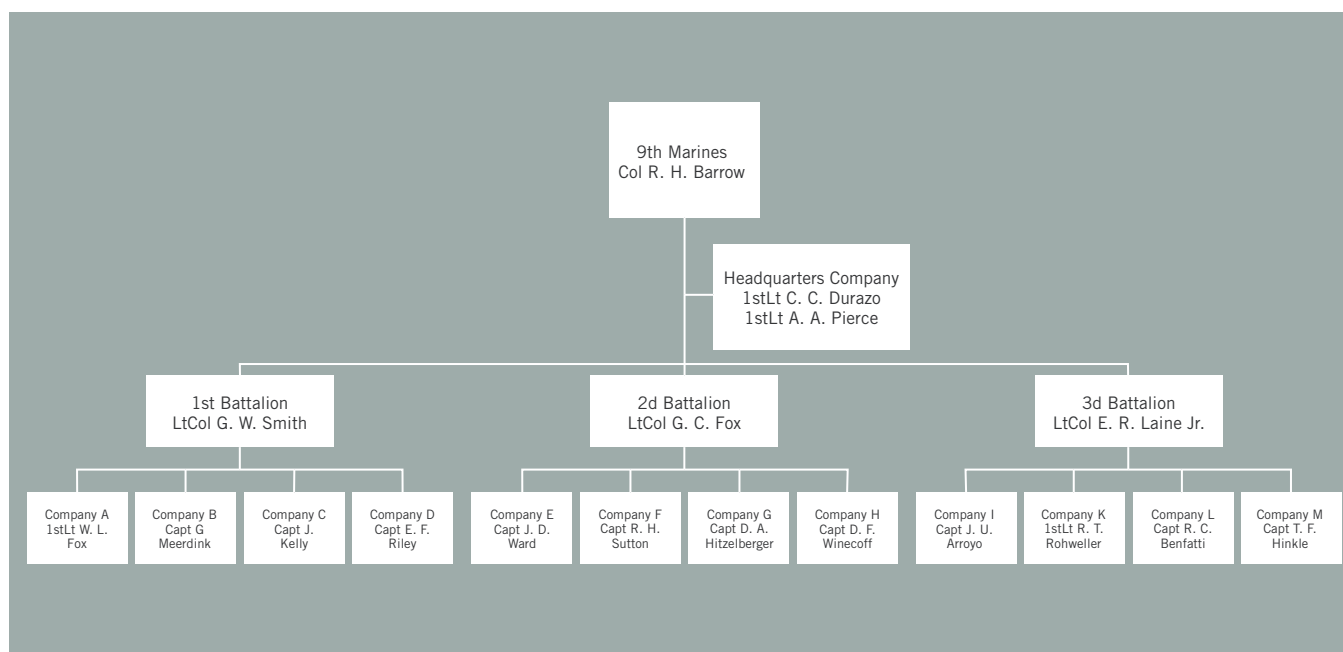 9th Marines
Col R. H. Barrow
Headquarters Company
1stLt C. C. Durazo
1stLt A. A. Pierce
1st Battalion
LtCol G. W. Smith
2d Battalion
LtCol G. C. Fox
3d Battalion
LtCol E. R. Laine Jr.
Company A
1stLt W. L.
Fox
Company B
Capt G
Meerdink
Company C
Capt J.
Kelly
Company D
Capt E. F.
Riley
Company E
Capt J. D.
Ward
Company F
Capt R. H.
Sutton
Company G
Capt D. A.
Hitzelberger
Company H
Capt D. F.
Winecoff
Company I
Capt J. U.
Arroyo
Company K
1stLt R. T.
Rohweller
Company L
Capt R. C.
Benfatti
Company M
Capt T. F.
Hinkle